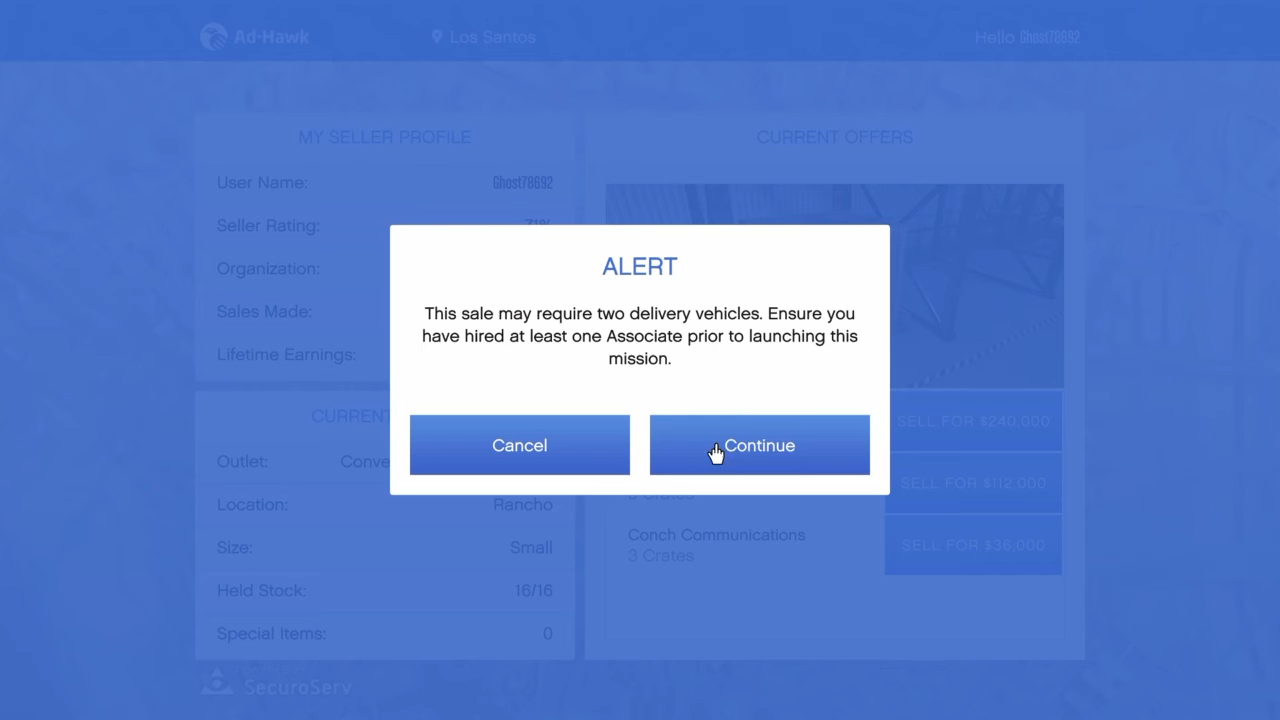 Ad-Hawk
Los Santos
Hello Ghost78692
MY SELLER PROFILE
CURRENT OFFERS
User Name: Ghost78692
Seller Rating: 71%
Organization:
Sales Made:
Lifetime Earnings:
ALERT
This sale may require two delivery vehicles. Ensure you
have hired at least one Associate prior to launching this
mission.
Cancel
Continue
CURRENT
Outlet:
Location: Rancho
Size: Small
Held Stock: 16/16
Special Items: 0
SELL FOR $240,000
SELL FOR $112,000
Crates
Conch Communications
3 Crates
SELL FOR $36,000
SecuroServ